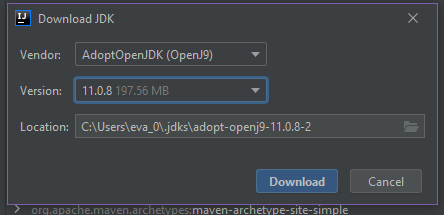 IJ Download JDK
Vendor: AdoptOpenJDK (OpenJ9)
Version: 11.0.8 197.56 MB
Location: C:\Users\eva_0\.jdks\adopt-openj9-11.0.8-2
Download Cancel
org.apache.maven.archetypes:maven-archetype-site-simple